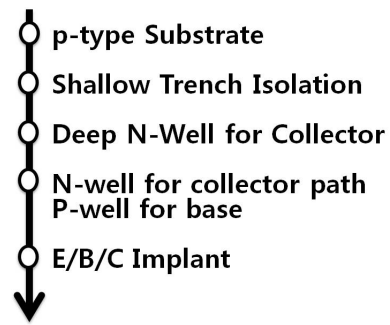 p-type Substrate
Shallow Trench Isolation
Deep N-Well for Collector
N-well for collector path
P-well for base
E/B/C Implant